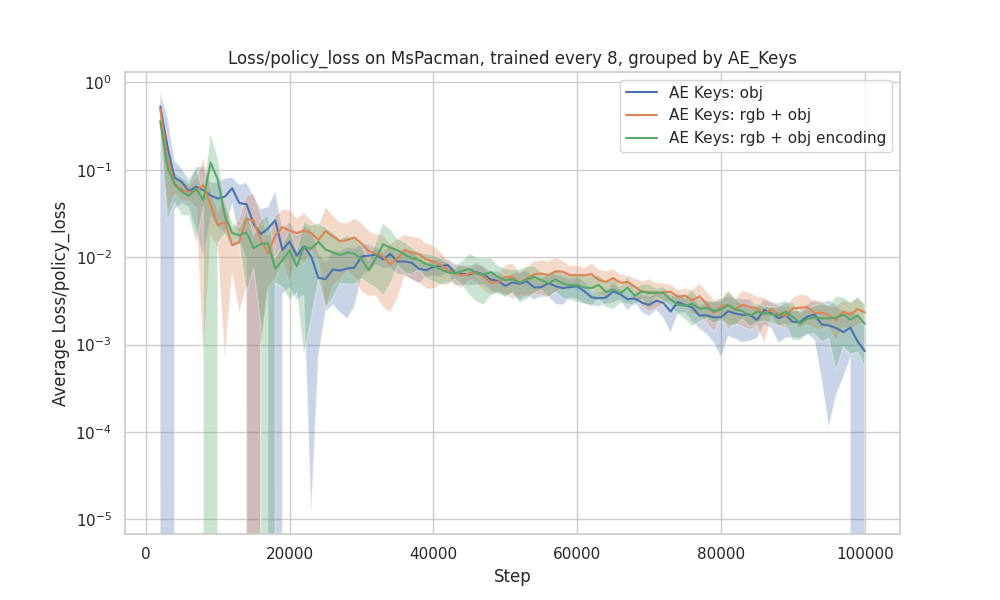 Loss/policy_loss on MsPacman, trained every 8, grouped by AE_Keys
AE Keys: obj
AE Keys: rgb + obj
AE Keys: rgb + obj encoding
Average Loss/policy_loss
10⁰
10⁻¹
10⁻²
10⁻³
10⁻⁴
10⁻⁵
0 20000 40000 60000 80000 100000
Step